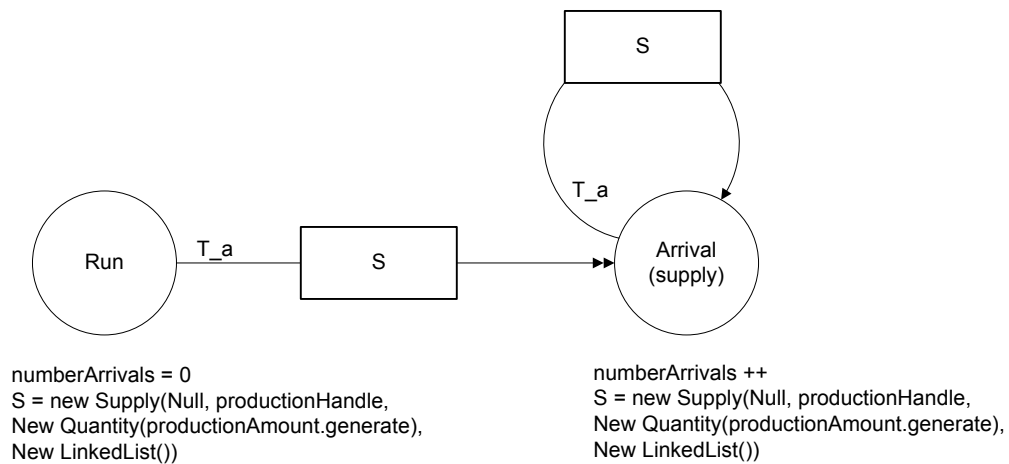 S
T_a
Run
T_a
S
Arrival
(supply)
numberArrivals = 0
S = new Supply(Null, productionHandle,
New Quantity(productionAmount.generate),
New LinkedList())
numberArrivals ++
S = new Supply(Null, productionHandle,
New Quantity(productionAmount.generate),
New LinkedList())